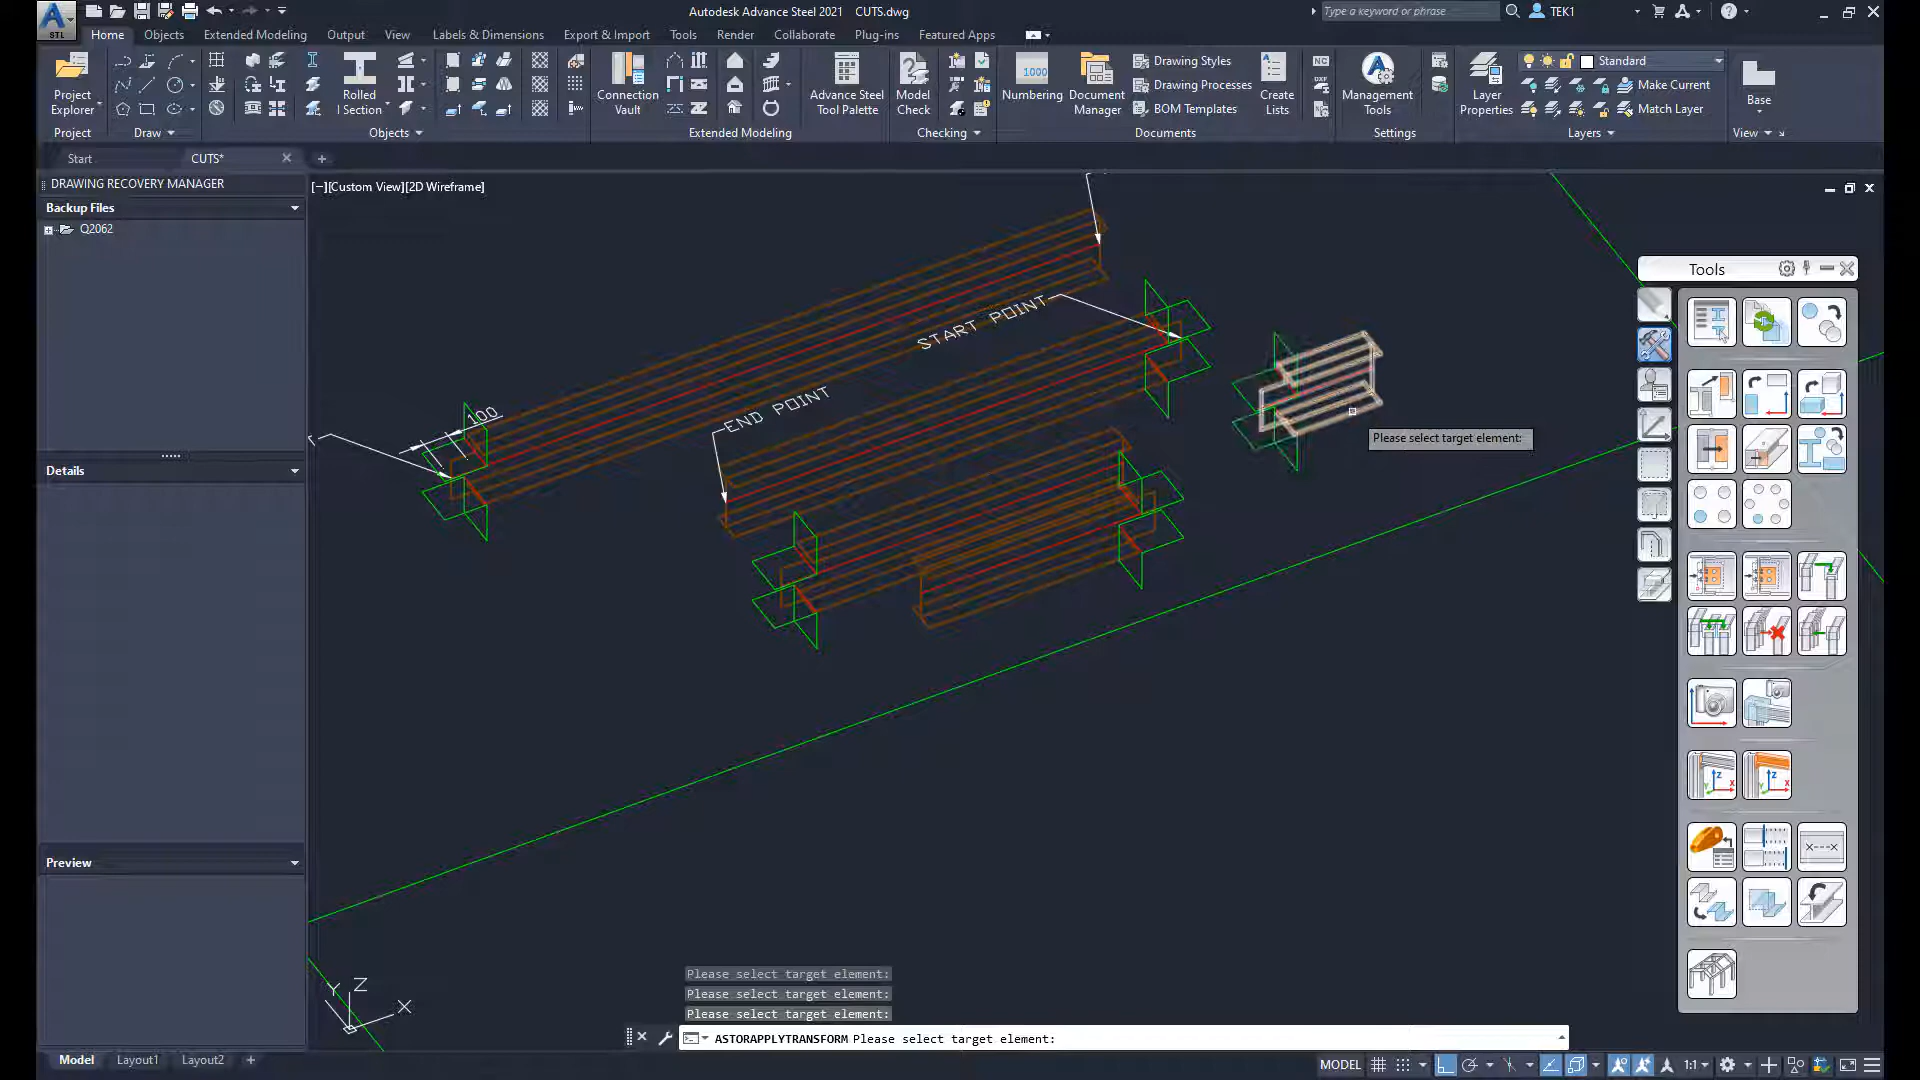 Autodesk Advance Steel 2021 CUTS.dwg
Type a keyword or phrase
TEK1
STL
Home
Objects
Extended Modeling
Output
View
Labels & Dimensions
Export & Import
Tools
Render
Collaborate
Plug-ins
Featured Apps
Project
Explorer
Rolled
I Section
Connection
Vault
Advance Steel
Tool Palette
Model
Check
1000
Numbering
Document
Manager
Drawing Styles
Drawing Processes
BOM Templates
Create
Lists
NC
DXF
Management
Tools
Layer
Properties
Standard
Make Current
Match Layer
Base
Project
Draw
Objects
Extended Modeling
Checking
Documents
Settings
Layers
View
Start
CUTS*
DRAWING RECOVERY MANAGER
Backup Files
Q2062
Details
Preview
[−][Custom View][2D Wireframe]
START POINT
END POINT
100
T
Please select target element:
Tools
Y
Z
X
Please select target element:
Please select target element:
Please select target element:
ASTORAPPLYTRANSFORM Please select target element:
Model
Layout1
Layout2
MODEL
1:1